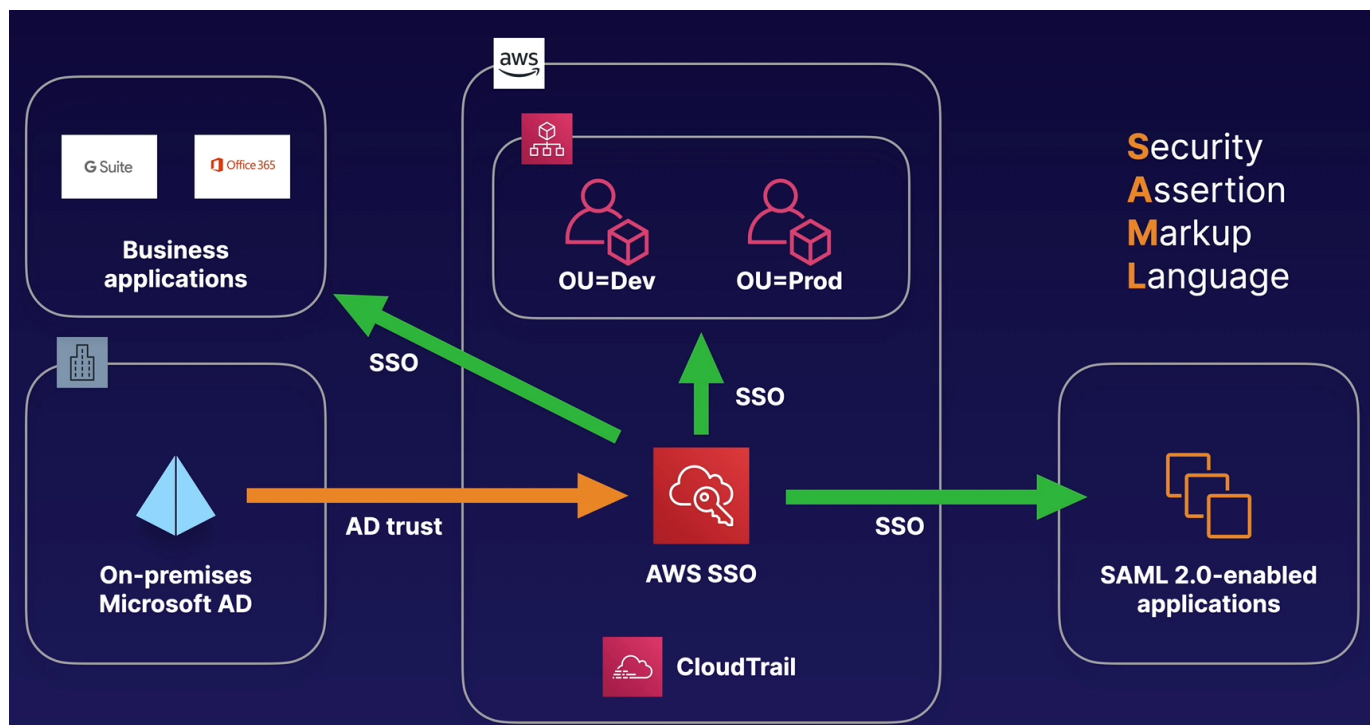 aws
G Suite
Office 365
Business
applications
OU=Dev
OU=Prod
Security
Assertion
Markup
Language
SSO
SSO
AD trust
AWS SSO
SSO
On-premises
Microsoft AD
SAML 2.0-enabled
applications
CloudTrail